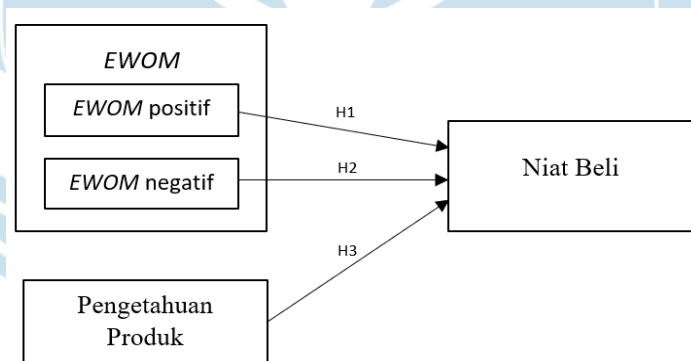 EWOM
EWOM positif
EWOM negatif
H1
H2
Niat Beli
H3
Pengetahuan
Produk